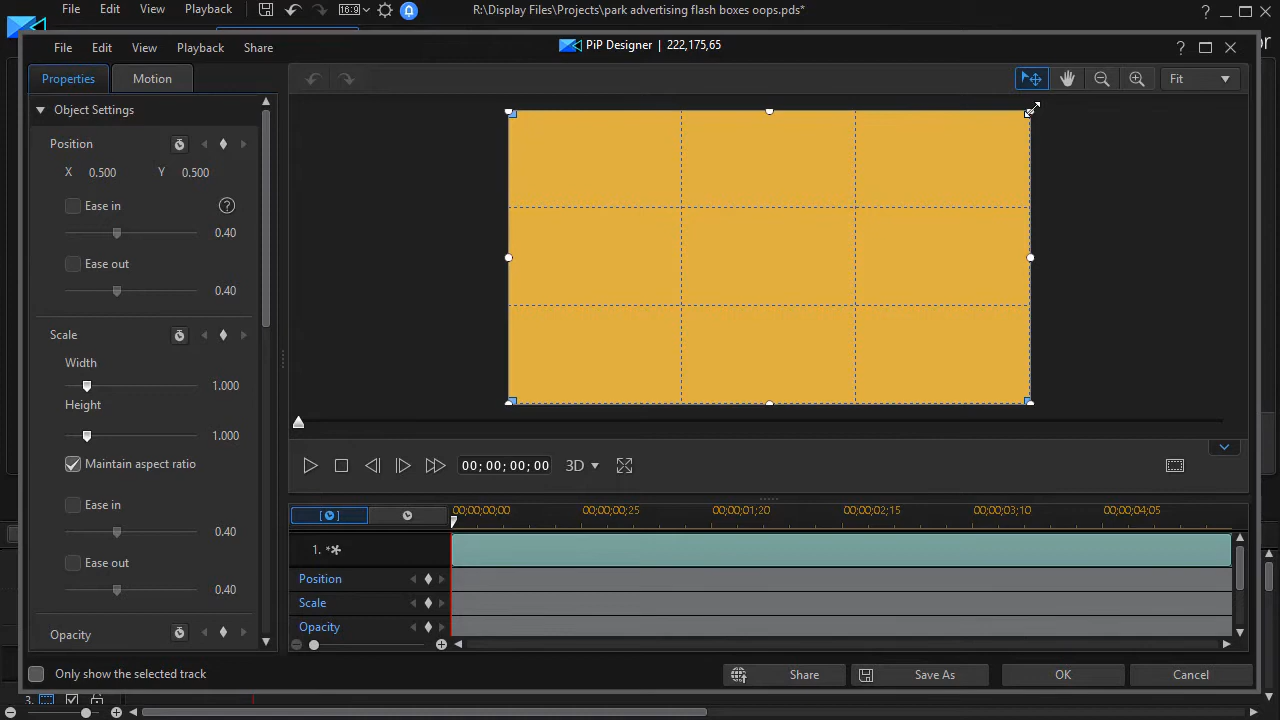 File Edit View Playback 16:9 R:\Display Files\Projects\park advertising flash boxes oops.pds* ?
or
File Edit View Playback Share PiP Designer | 222,175,65 ?
Properties Motion Fit
Object Settings
Position
X 0.500 Y 0.500
Ease in ?
0.40
Ease out
0.40
Scale
Width
1.000
Height
1.000
Maintain aspect ratio
00;00;00;00 3D
Ease in
00;00;00;00 00;00;00;25 00;00;01;20 00;00;02;15 00;00;03;10 00;00;04;05
0.40
1. **
Ease out
Position
0.40
Scale
Opacity
Opacity
Only show the selected track Share Save As OK Cancel
3.